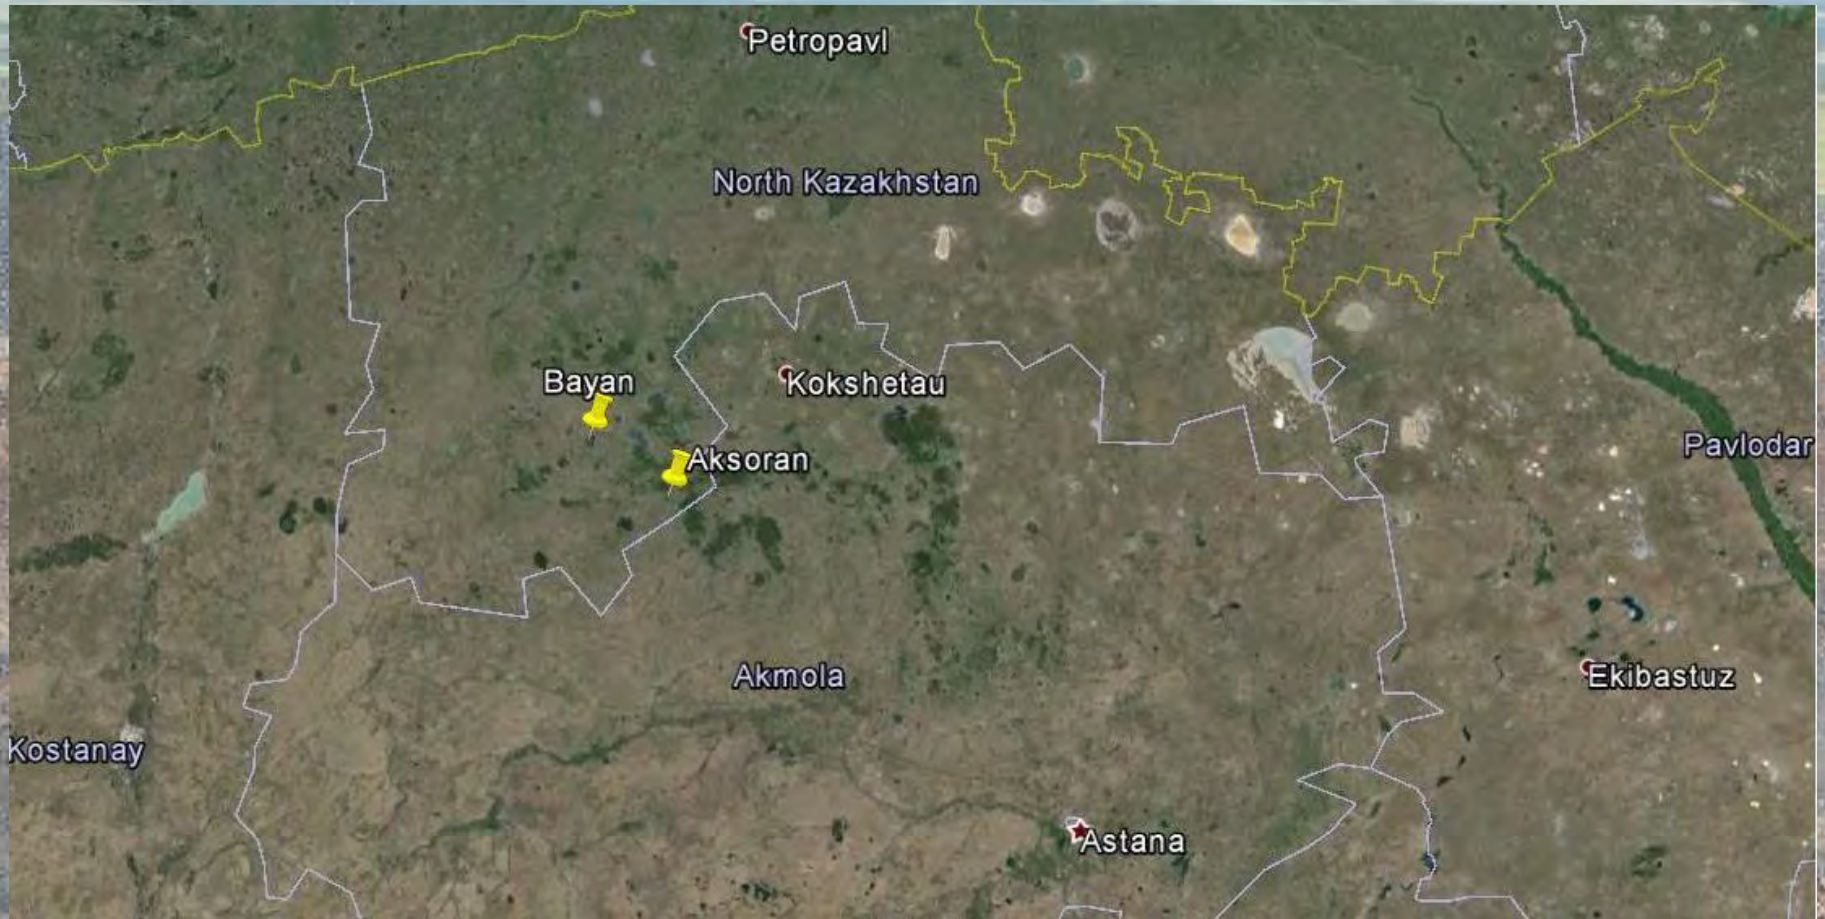 Petropavl
North Kazakhstan
Bayan
Kokshetau
Aksoran
Pavlodar
Akmola
Ekibastuz
Kostanay
Astana